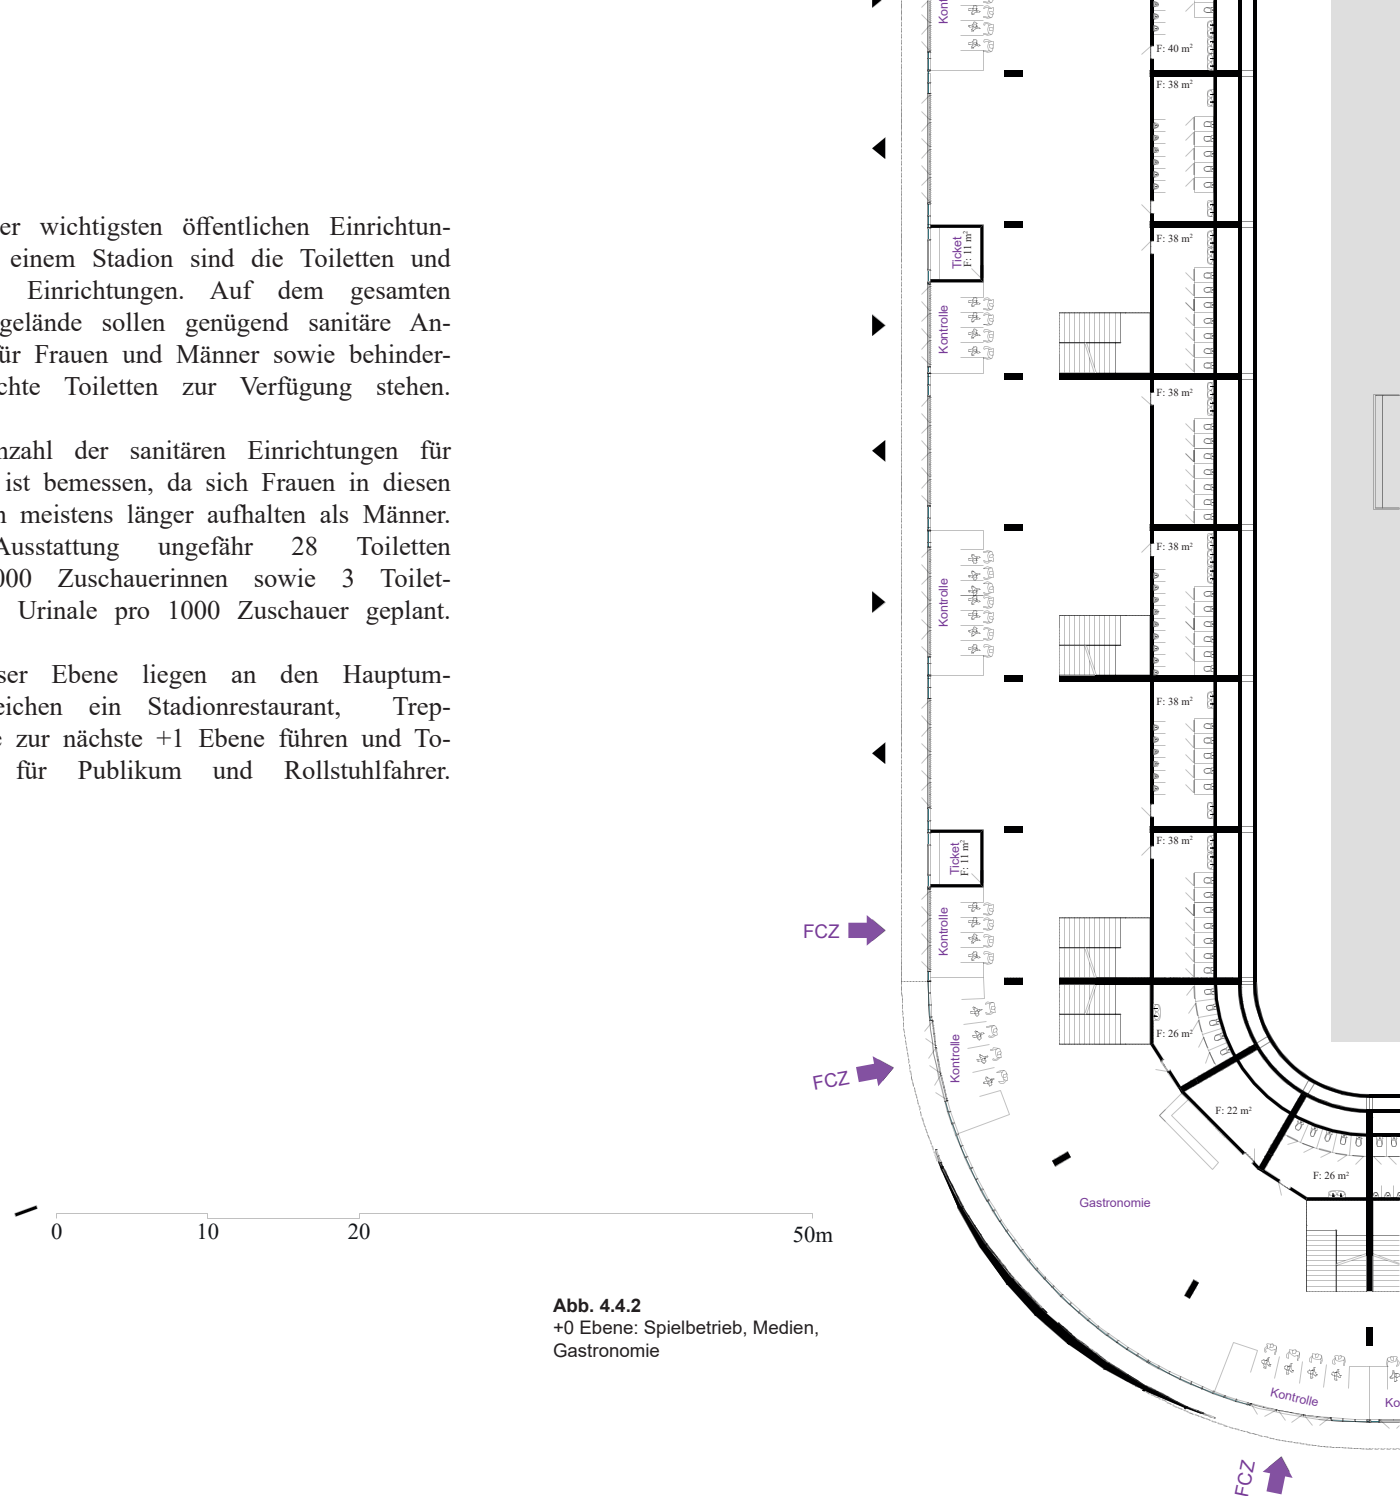 er wichtigsten öffentlichen Einrichtun-
einem Stadion sind die Toiletten und
Einrichtungen. Auf dem gesamten
gelände sollen genügend sanitäre An-
ür Frauen und Männer sowie behinder-
chte Toiletten zur Verfügung stehen.
nzahl der sanitären Einrichtungen für
ist bemessen, da sich Frauen in diesen
n meistens länger aufhalten als Männer.
Ausstattung ungefähr 28 Toiletten
000 Zuschauerinnen sowie 3 Toilet-
Urinale pro 1000 Zuschauer geplant.
ser Ebene liegen an den Hauptum-
eichen ein Stadionrestaurant, Trep-
e zur nächste +1 Ebene führen und To-
für Publikum und Rollstuhlfahrer.
0 10 20 50m
Abb. 4.4.2
+0 Ebene: Spielbetrieb, Medien,
Gastronomie
Kont
F: 40 m²
F: 38 m²
Ticket
F: 11 m²
F: 38 m²
Kontrolle
F: 38 m²
F: 38 m²
Kontrolle
F: 38 m²
Ticket
F: 11 m²
F: 38 m²
FCZ
Kontrolle
F: 26 m²
FCZ
Kontrolle
F: 22 m²
F: 26 m²
Gastronomie
Kontrolle
Ko
FCZ